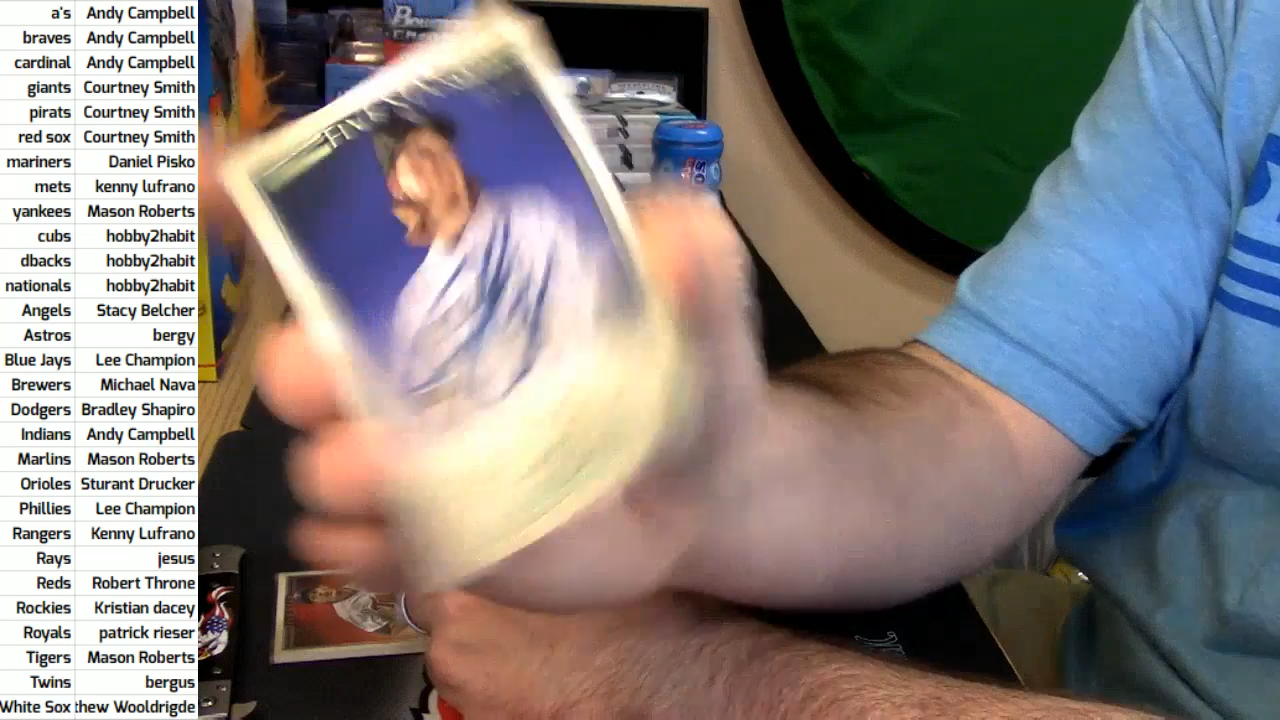 a's Andy Campbell
braves Andy Campbell
cardinal Andy Campbell
giants Courtney Smith
pirats Courtney Smith
red sox Courtney Smith
mariners Daniel Pisko
mets kenny lufrano
yankees Mason Roberts
cubs hobby2habit
dbacks hobby2habit
nationals hobby2habit
Angels Stacy Belcher
Astros bergy
Blue Jays Lee Champion
Brewers Michael Nava
Dodgers Bradley Shapiro
Indians Andy Campbell
Marlins Mason Roberts
Orioles Sturant Drucker
Phillies Lee Champion
Rangers Kenny Lufrano
Rays jesus
Reds Robert Throne
Rockies Kristian dacey
Royals patrick rieser
Tigers Mason Roberts
Twins bergus
White Sox thew Wooldrigde